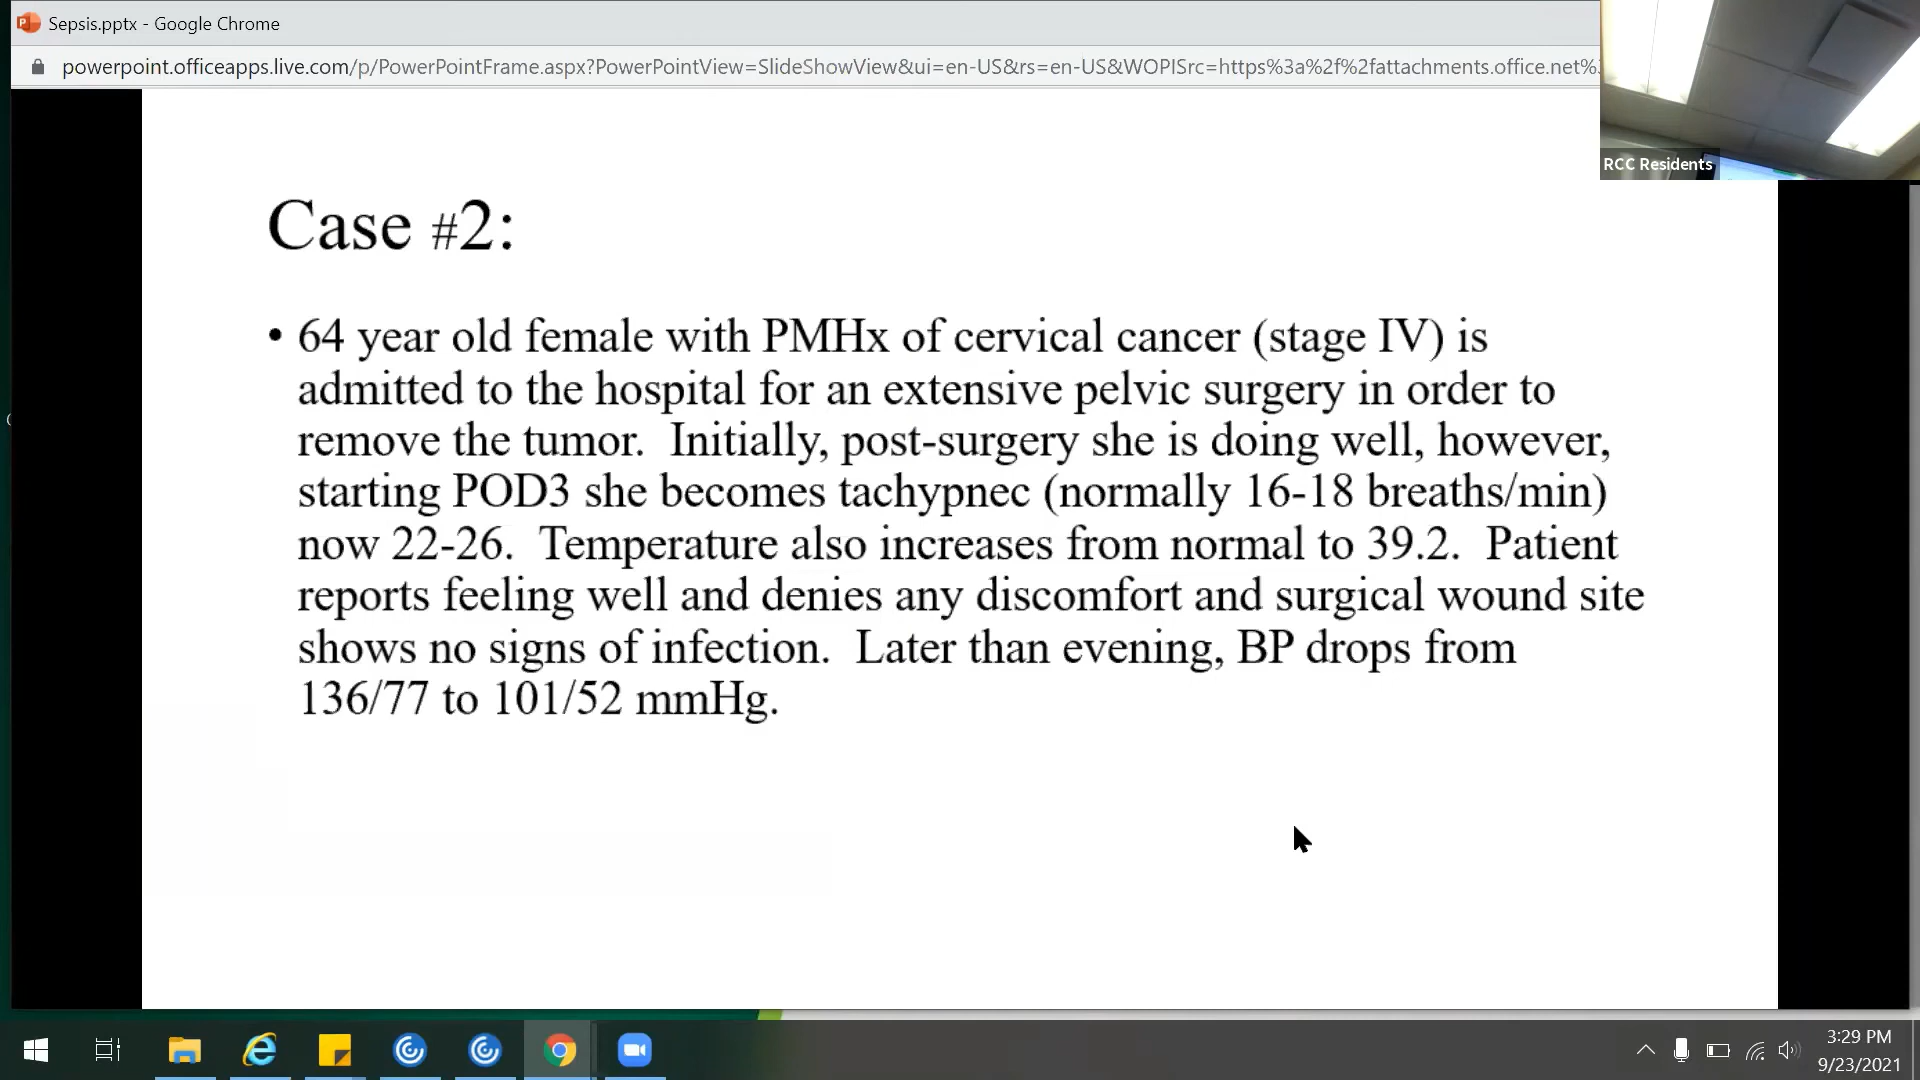 Sepsis.pptx - Google Chrome
powerpoint.officeapps.live.com/p/PowerPointFrame.aspx?PowerPointView=SlideShowView&ui=en-US&rs=en-US&WOPISrc=https%3a%2f%2fattachments.office.net%
RCC Residents
Case #2:
• 64 year old female with PMHx of cervical cancer (stage IV) is
admitted to the hospital for an extensive pelvic surgery in order to
remove the tumor. Initially, post-surgery she is doing well, however,
starting POD3 she becomes tachypnec (normally 16-18 breaths/min)
now 22-26. Temperature also increases from normal to 39.2. Patient
reports feeling well and denies any discomfort and surgical wound site
shows no signs of infection. Later than evening, BP drops from
136/77 to 101/52 mmHg.
3:29 PM
9/23/2021